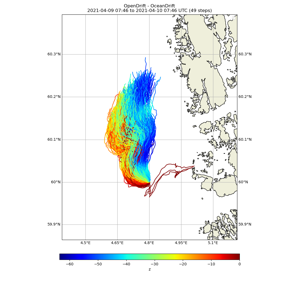 OpenDrift - OceanDrift
2021-04-09 07:46 to 2021-04-10 07:46 UTC (49 steps)
60.3°N 60.3°N
60.2°N 60.2°N
60.1°N 60.1°N
60°N 60°N
59.9°N 59.9°N
4.5°E 4.65°E 4.8°E 4.95°E 5.1°E
−60 −50 −40 −30 −20 −10 0
z